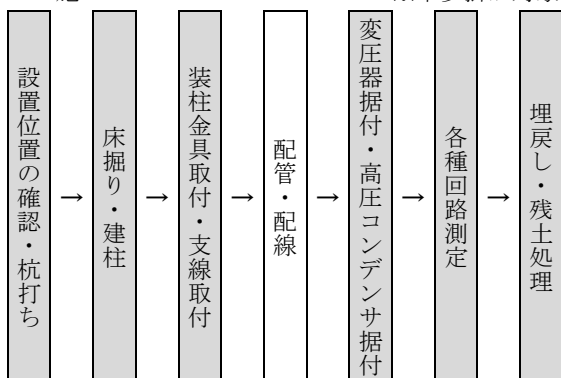 設置位置の確認・杭打ち
→
床掘り・建柱
→
装柱金具取付・支線取付
→
配管・配線
→
変圧器据付・高圧コンデンサ据付
→
各種回路測定
→
埋戻し・残土処理